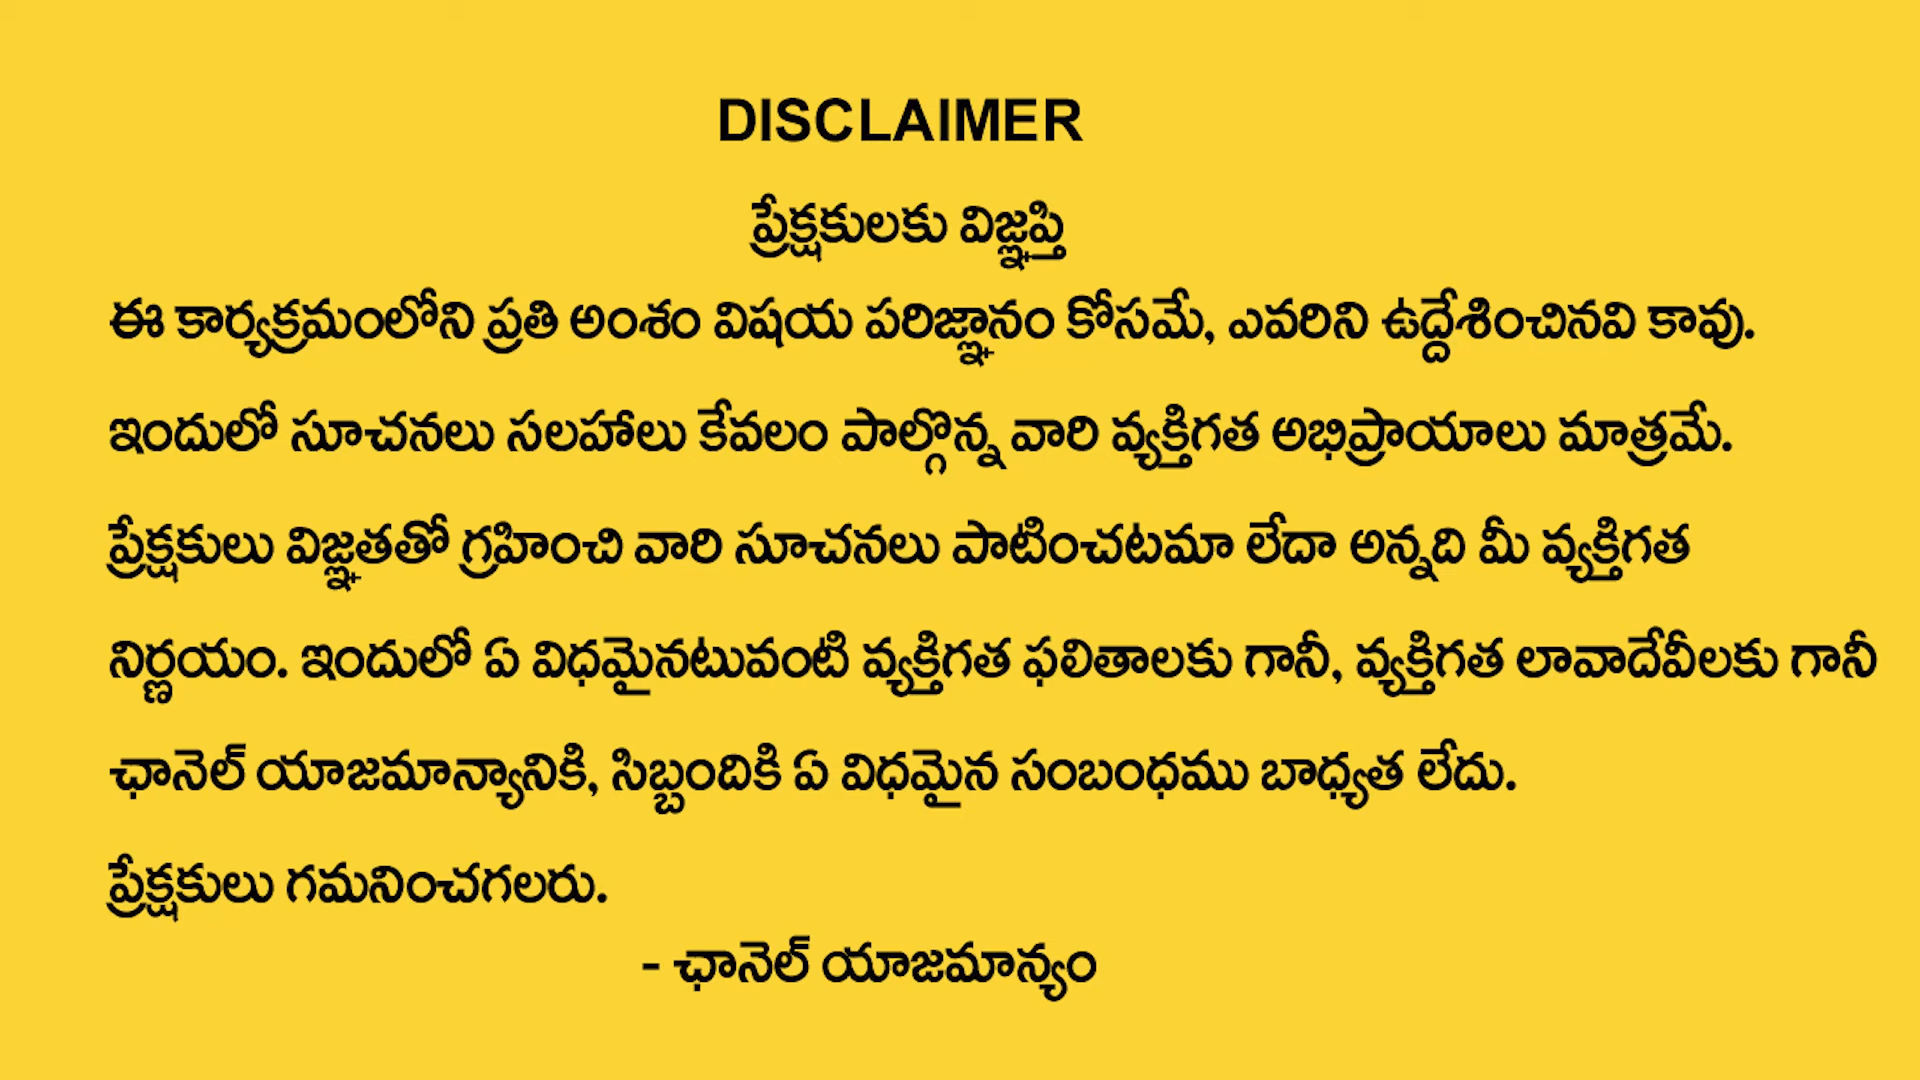 DISCLAIMER
ప్రేక్షకులకు విజ్ఞప్తి
ఈ కార్యక్రమంలోని ప్రతి అంశం విషయ పరిజ్ఞానం కోసమే, ఎవరిని ఉద్దేశించినవి కావు.
ఇందులో సూచనలు సలహాలు కేవలం పాల్గొన్న వారి వ్యక్తిగత అభిప్రాయాలు మాత్రమే.
ప్రేక్షకులు విజ్ఞతతో గ్రహించి వారి సూచనలు పాటించటమా లేదా అన్నది మీ వ్యక్తిగత
నిర్ణయం. ఇందులో ఏ విధమైనటువంటి వ్యక్తిగత ఫలితాలకు గానీ, వ్యక్తిగత లావాదేవీలకు గానీ
ఛానెల్ యాజమాన్యానికి, సిబ్బందికి ఏ విధమైన సంబంధము బాధ్యత లేదు.
ప్రేక్షకులు గమనించగలరు.
- ఛానెల్ యాజమాన్యం